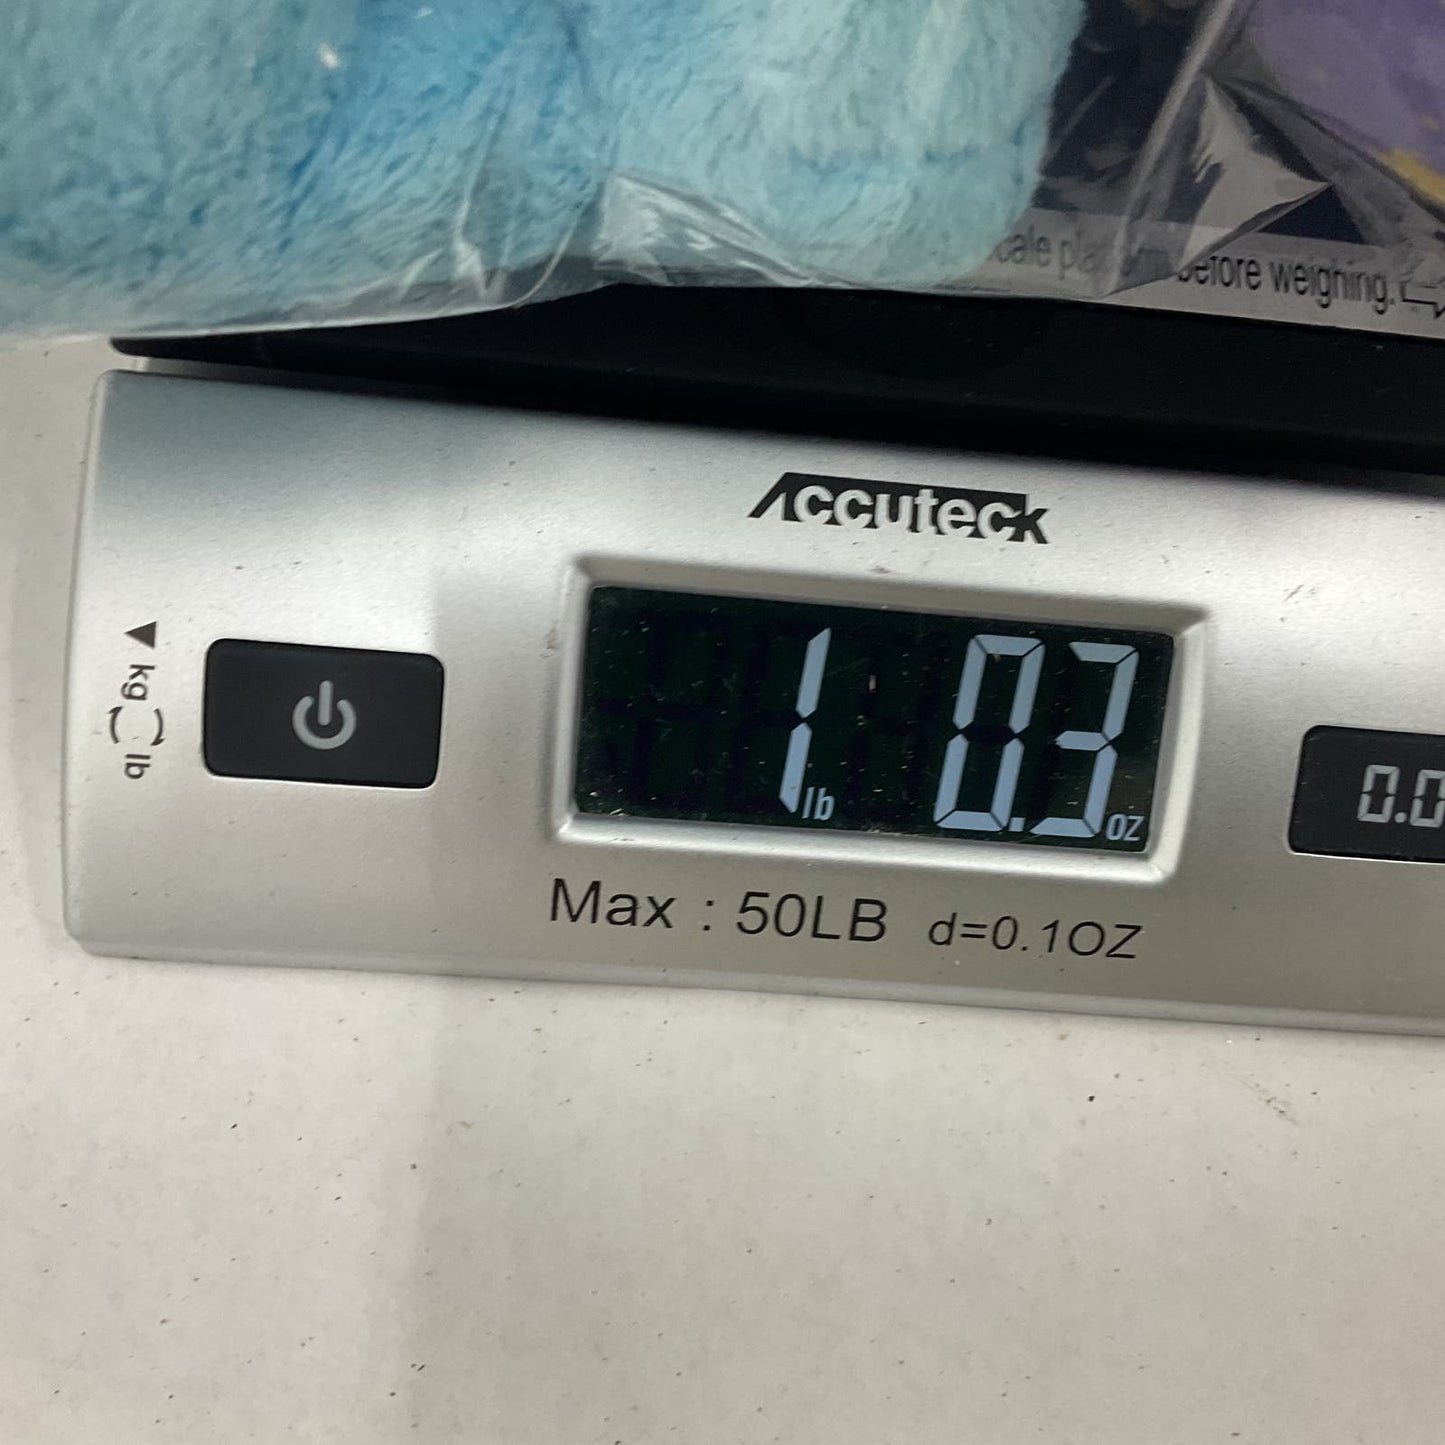 before weighing.
Accuteck
kg
lb
1 lb 0.3 oz
0.0
Max : 50LB d=0.1OZ